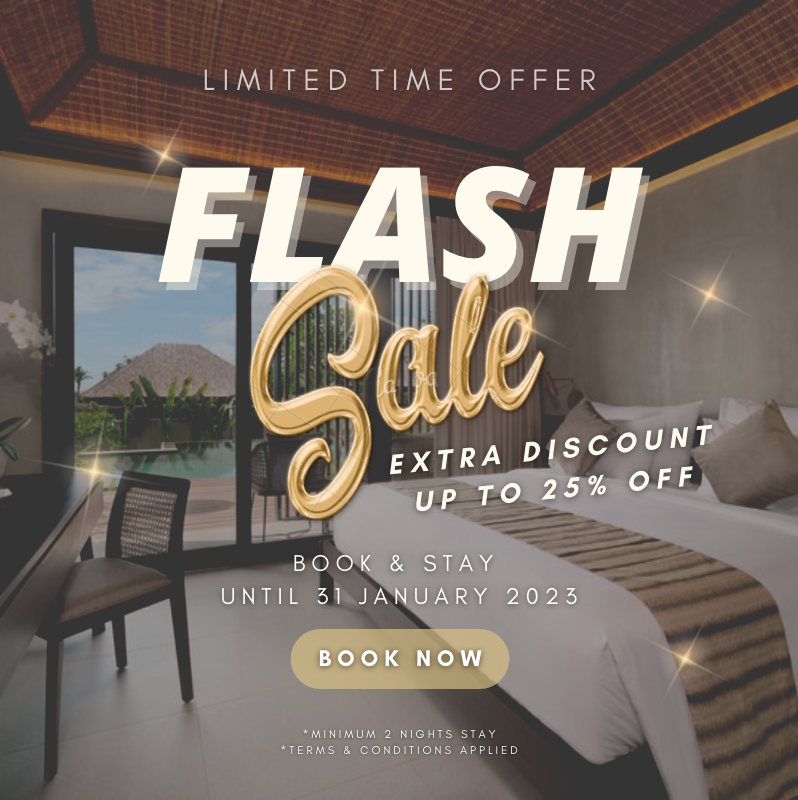 LIMITED TIME OFFER
FLASH
Sale
EXTRA DISCOUNT
UP TO 25% OFF
BOOK & STAY
UNTIL 31 JANUARY 2023
BOOK NOW
*MINIMUM 2 NIGHTS STAY
*TERMS & CONDITIONS APPLIED